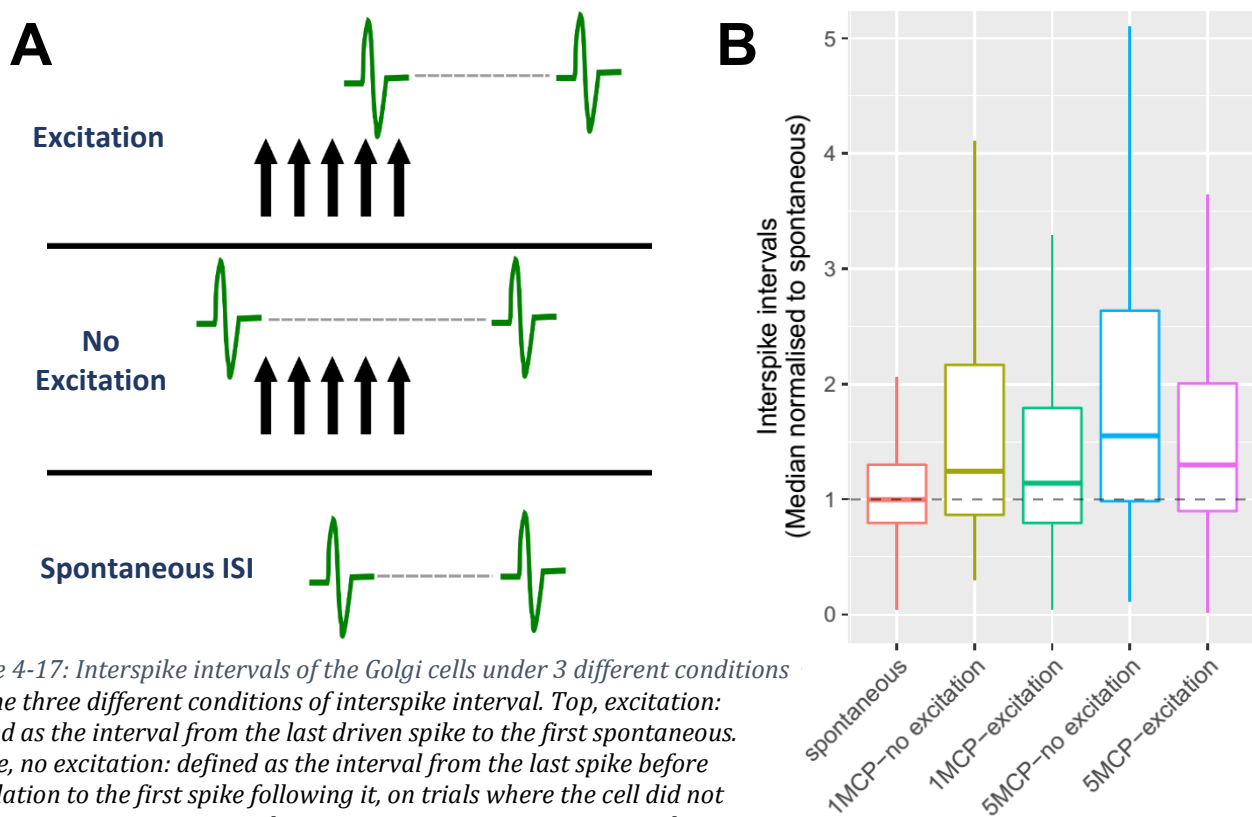 A
Excitation
No
Excitation
Spontaneous ISI
B
Interspike intervals
(Median normalised to spontaneous)
5
4
3
2
1
0
spontaneous
1MCP−no excitation
1MCP−excitation
5MCP−no excitation
5MCP−excitation
4-17: Interspike intervals of the Golgi cells under 3 different conditions
three different conditions of interspike interval. Top, excitation:
as the interval from the last driven spike to the first spontaneous.
no excitation: defined as the interval from the last spike before
to the first spike following it, on trials where the cell did not